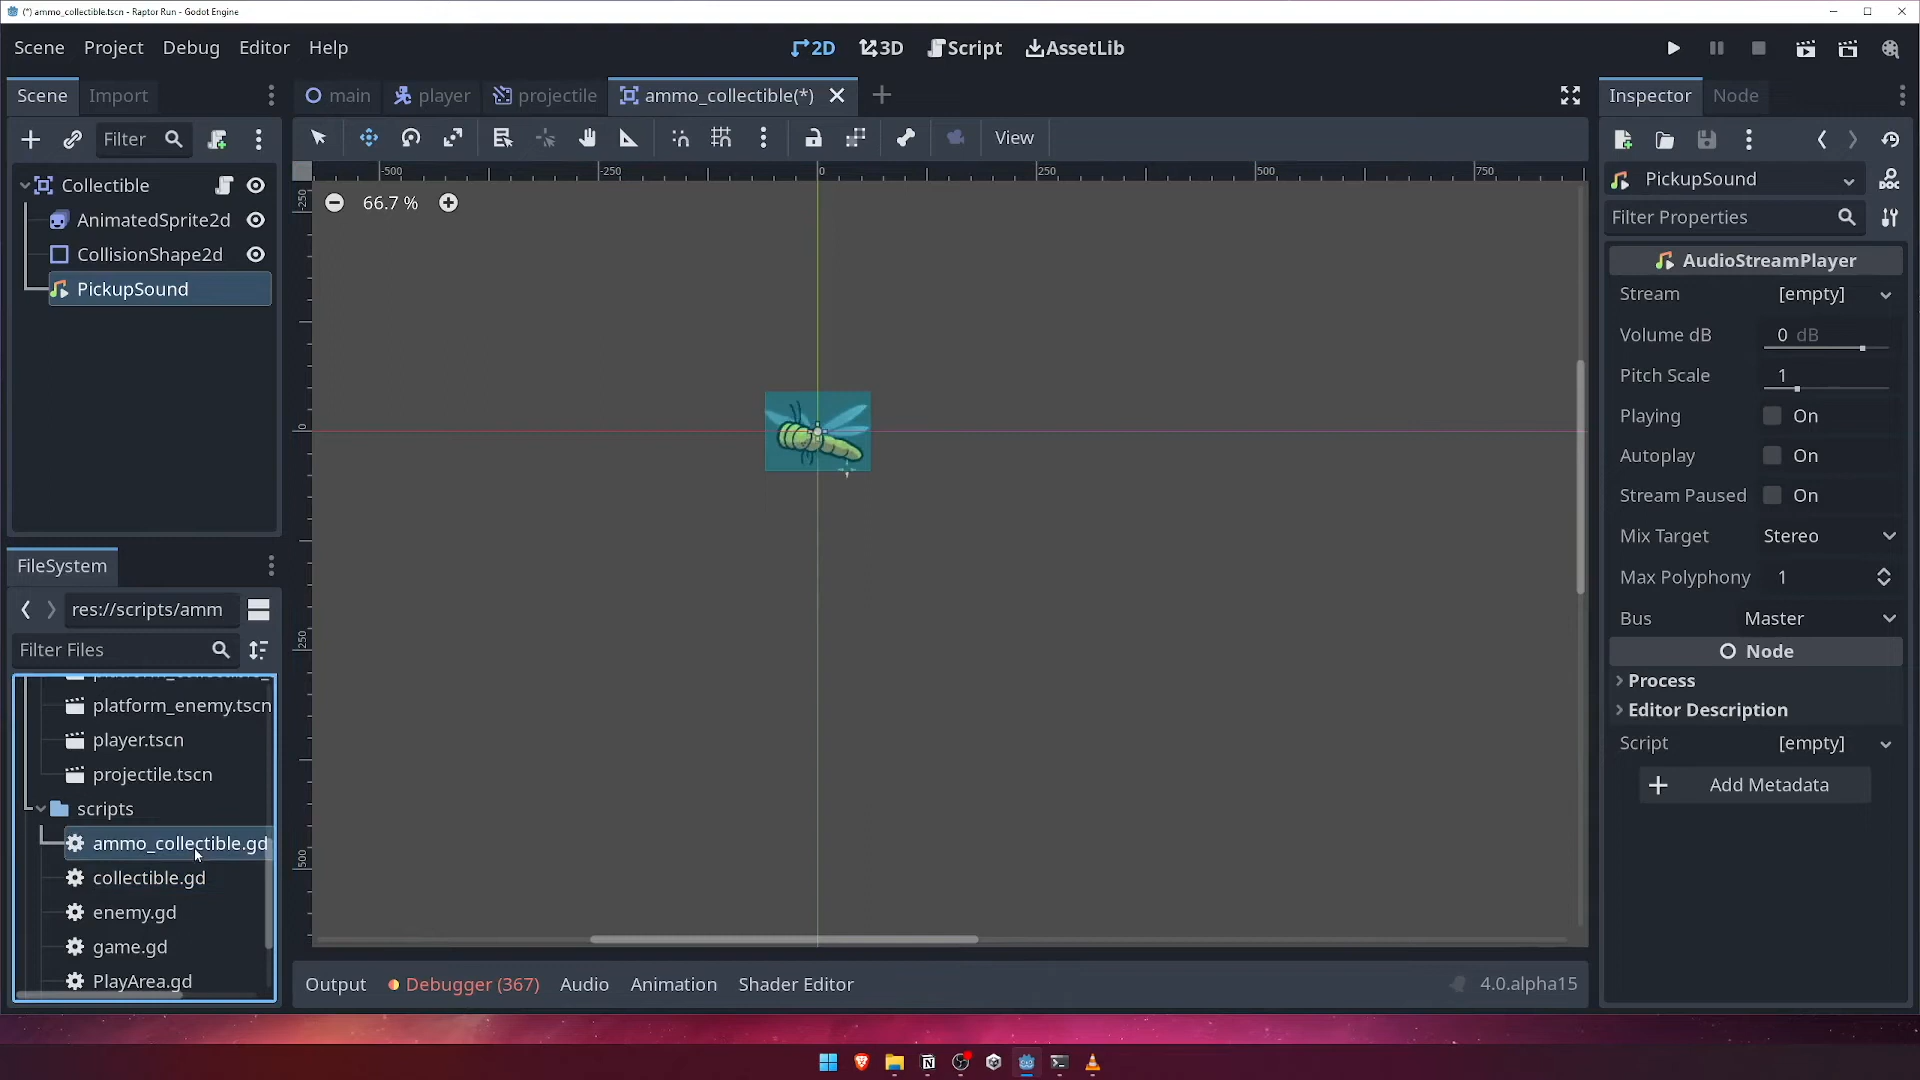 (*) ammo_collectible.tscn - Raptor Run - Godot Engine
Scene Project Debug Editor Help
2D 3D Script AssetLib
Scene Import
main player projectile ammo_collectible(*)
Inspector Node
Filter
View
Collectible
AnimatedSprite2d
CollisionShape2d
PickupSound
-500 -250 0 250 500 750
-250
0
250
500
66.7 %
PickupSound
Filter Properties
AudioStreamPlayer
Stream [empty]
Volume dB 0 dB
Pitch Scale 1
Playing On
Autoplay On
Stream Paused On
Mix Target Stereo
Max Polyphony 1
Bus Master
Node
Process
Editor Description
Script [empty]
Add Metadata
FileSystem
res://scripts/amm
Filter Files
platform_enemy.tscn
player.tscn
projectile.tscn
scripts
ammo_collectible.gd
collectible.gd
enemy.gd
game.gd
PlayArea.gd
Output Debugger (367) Audio Animation Shader Editor 4.0.alpha15